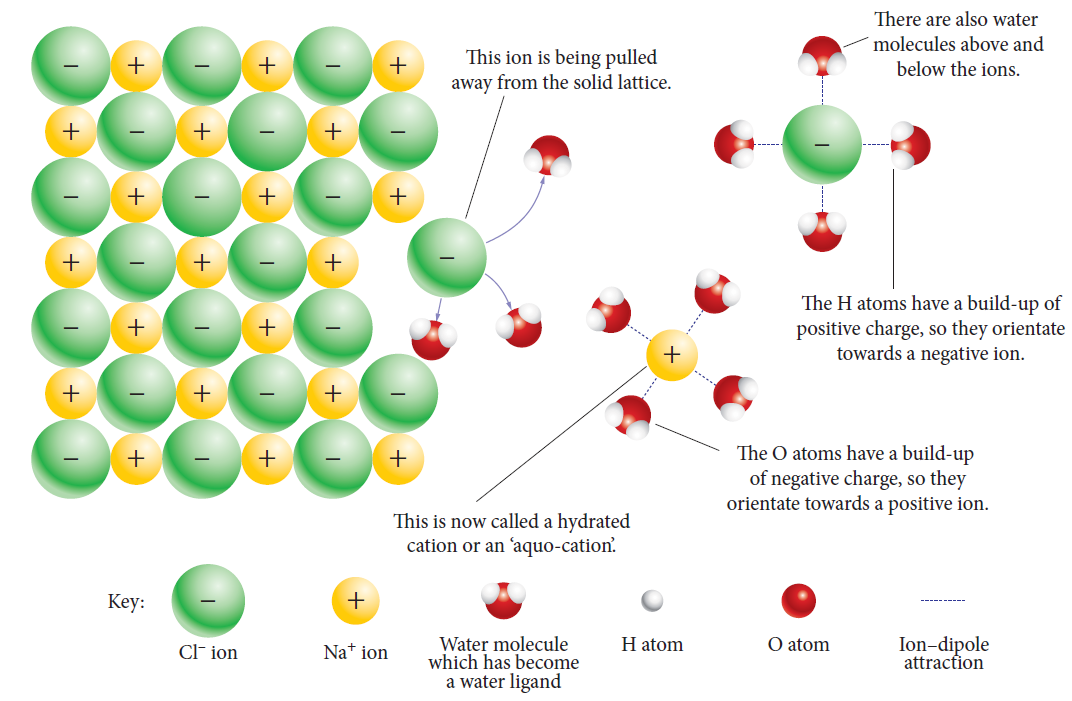 There are also water
molecules above and
below the ions.
This ion is being pulled
away from the solid lattice.
− + − + − +
+ − + − + −
− + − + − +
+ − + − +
− + − + −
+ − + − + −
− + − + − +
−
−
+
The H atoms have a build-up of
positive charge, so they orientate
towards a negative ion.
The O atoms have a build-up
of negative charge, so they
orientate towards a positive ion.
This is now called a hydrated
cation or an ‘aquo-cation’.
Key:
−
+
Cl⁻ ion
Na⁺ ion
Water molecule
which has become
a water ligand
H atom
O atom
Ion–dipole
attraction